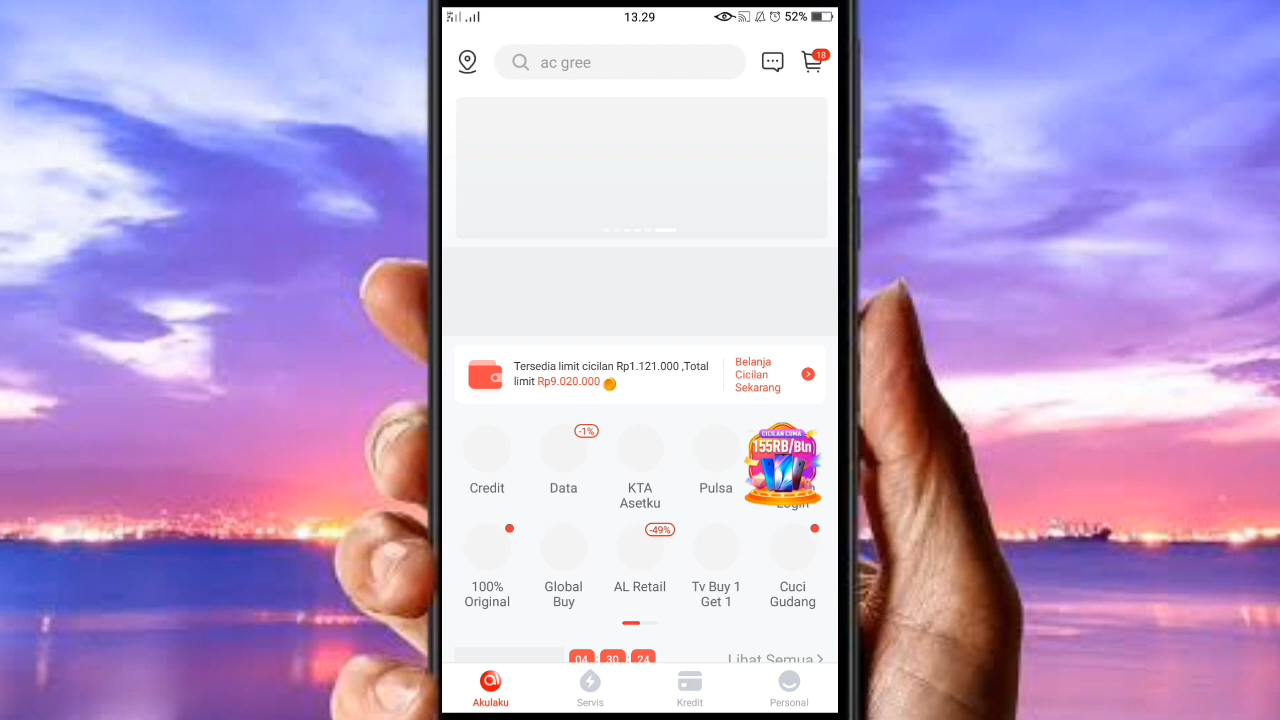 13.29
52%
ac gree
18
Tersedia limit cicilan Rp1.121.000 ,Total
limit Rp9.020.000
Belanja
Cicilan
Sekarang
-1%
CICILAN CUMA
155RB/Bln
Credit
Data
KTA
Asetku
Pulsa
Login
-49%
100%
Original
Global
Buy
AL Retail
Tv Buy 1
Get 1
Cuci
Gudang
04 : 30 : 24
Lihat Semua
Akulaku
Servis
Kredit
Personal